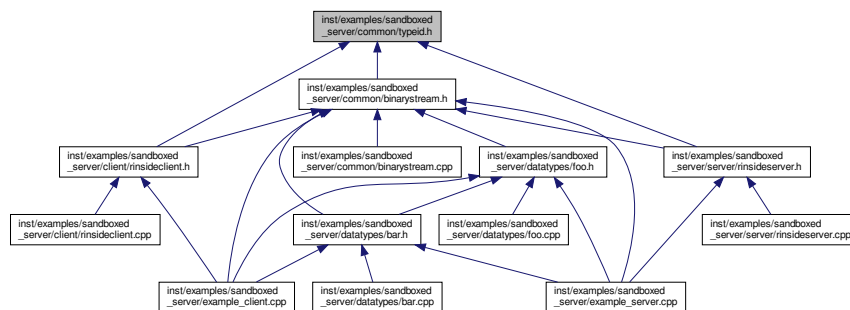 inst/examples/sandboxed
_server/common/typeid.h
inst/examples/sandboxed
_server/common/binarystream.h
inst/examples/sandboxed
_server/client/rinsideclient.h
inst/examples/sandboxed
_server/common/binarystream.cpp
inst/examples/sandboxed
_server/datatypes/foo.h
inst/examples/sandboxed
_server/server/rinsideserver.h
inst/examples/sandboxed
_server/client/rinsideclient.cpp
inst/examples/sandboxed
_server/datatypes/bar.h
inst/examples/sandboxed
_server/datatypes/foo.cpp
inst/examples/sandboxed
_server/server/rinsideserver.cpp
inst/examples/sandboxed
_server/example_client.cpp
inst/examples/sandboxed
_server/datatypes/bar.cpp
inst/examples/sandboxed
_server/example_server.cpp